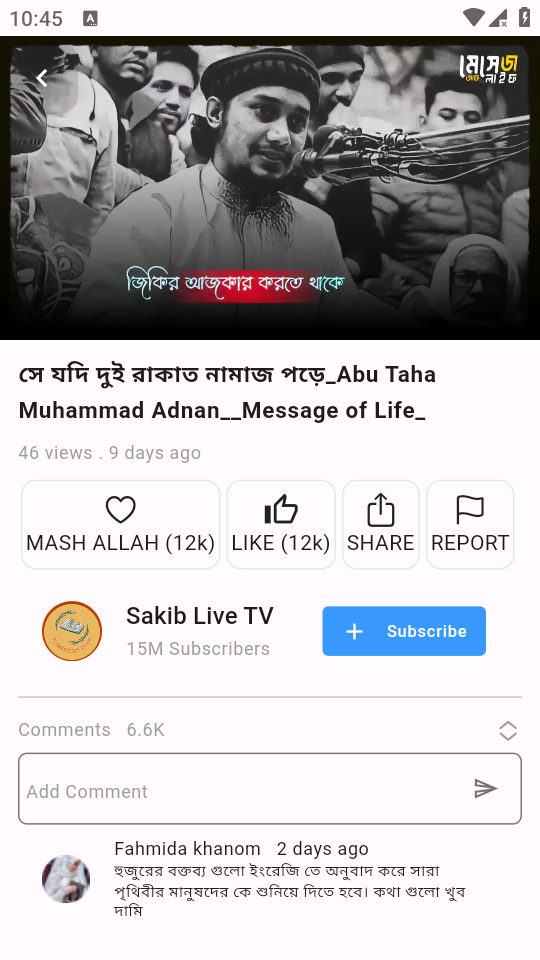 10:45
A
মেসেজ
অফ লাইফ
জিকির আজকার করতে থাকে
সে যদি দুই রাকাত নামাজ পড়ে_Abu Taha
Muhammad Adnan__Message of Life_
46 views . 9 days ago
MASH ALLAH (12k) LIKE (12k) SHARE REPORT
Sakib Live TV
15M Subscribers
Subscribe
Comments 6.6K
Add Comment
Fahmida khanom 2 days ago
হুজুরের বক্তব্য গুলো ইংরেজি তে অনুবাদ করে সারা
পৃথিবীর মানুষদের কে শুনিয়ে দিতে হবে। কথা গুলো খুব
দামি